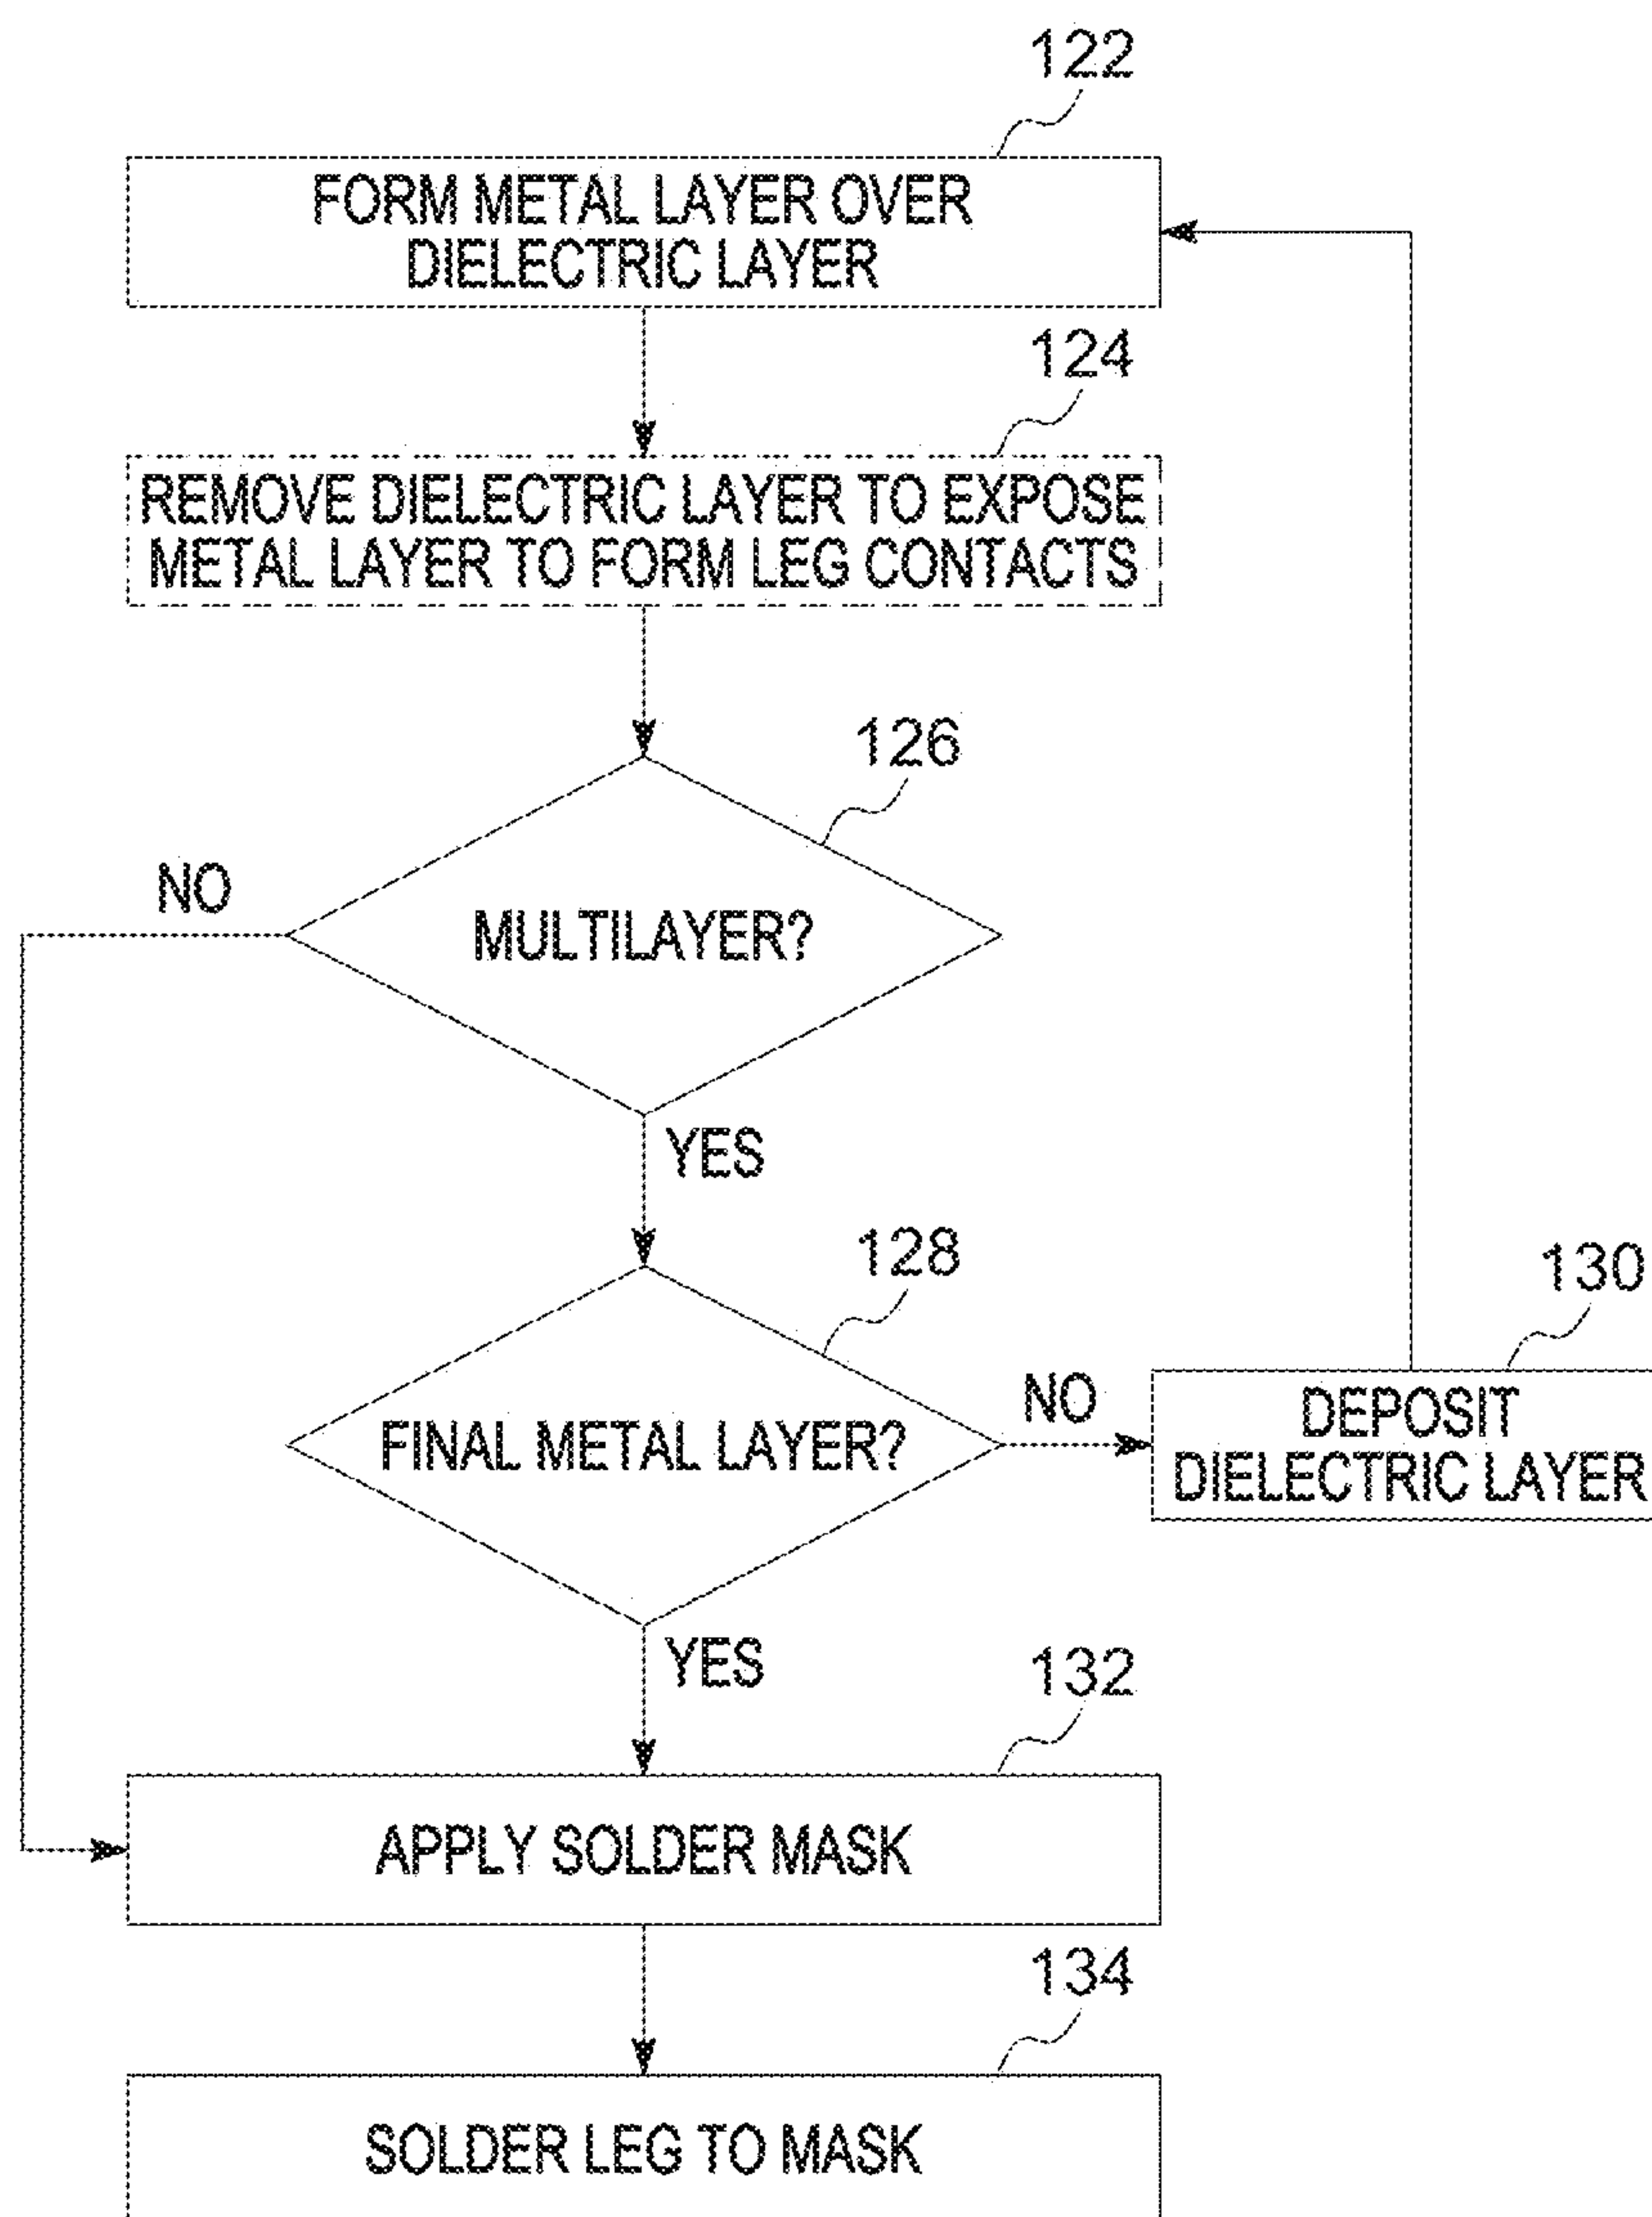 122
FORM METAL LAYER OVER
DIELECTRIC LAYER
124
REMOVE DIELECTRIC LAYER TO EXPOSE
METAL LAYER TO FORM LEG CONTACTS
126
NO
MULTILAYER?
YES
128
130
NO
FINAL METAL LAYER?
DEPOSIT
DIELECTRIC LAYER
YES
132
APPLY SOLDER MASK
134
SOLDER LEG TO MASK